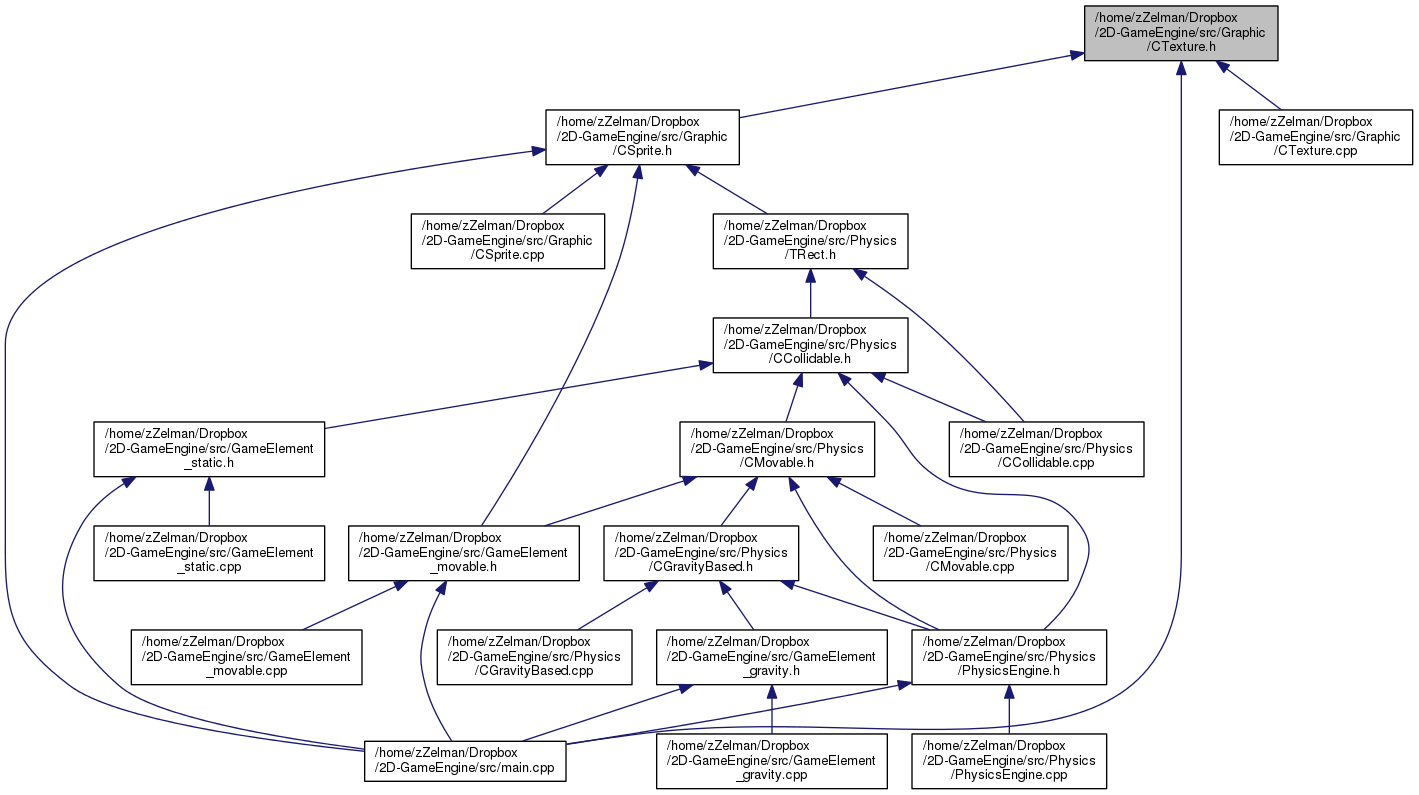 /home/zZelman/Dropbox
/2D-GameEngine/src/Graphic
/CTexture.h
/home/zZelman/Dropbox
/2D-GameEngine/src/Graphic
/CSprite.h
/home/zZelman/Dropbox
/2D-GameEngine/src/Graphic
/CTexture.cpp
/home/zZelman/Dropbox
/2D-GameEngine/src/Graphic
/CSprite.cpp
/home/zZelman/Dropbox
/2D-GameEngine/src/Physics
/TRect.h
/home/zZelman/Dropbox
/2D-GameEngine/src/Physics
/CCollidable.h
/home/zZelman/Dropbox
/2D-GameEngine/src/GameElement
_static.h
/home/zZelman/Dropbox
/2D-GameEngine/src/Physics
/CMovable.h
/home/zZelman/Dropbox
/2D-GameEngine/src/Physics
/CCollidable.cpp
/home/zZelman/Dropbox
/2D-GameEngine/src/GameElement
_static.cpp
/home/zZelman/Dropbox
/2D-GameEngine/src/GameElement
_movable.h
/home/zZelman/Dropbox
/2D-GameEngine/src/Physics
/CGravityBased.h
/home/zZelman/Dropbox
/2D-GameEngine/src/Physics
/CMovable.cpp
/home/zZelman/Dropbox
/2D-GameEngine/src/GameElement
_movable.cpp
/home/zZelman/Dropbox
/2D-GameEngine/src/Physics
/CGravityBased.cpp
/home/zZelman/Dropbox
/2D-GameEngine/src/GameElement
_gravity.h
/home/zZelman/Dropbox
/2D-GameEngine/src/Physics
/PhysicsEngine.h
/home/zZelman/Dropbox
/2D-GameEngine/src/main.cpp
/home/zZelman/Dropbox
/2D-GameEngine/src/GameElement
_gravity.cpp
/home/zZelman/Dropbox
/2D-GameEngine/src/Physics
/PhysicsEngine.cpp